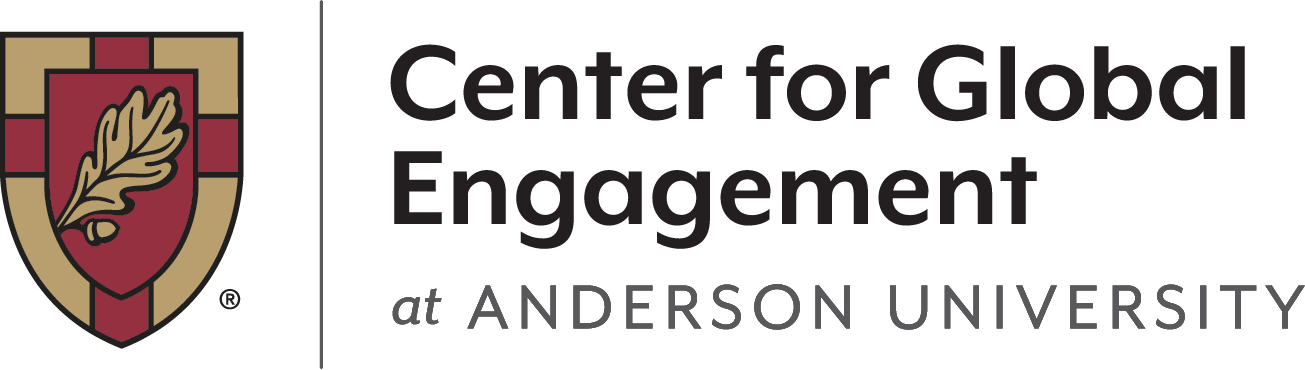 Center for Global
Engagement
at ANDERSON UNIVERSITY
®